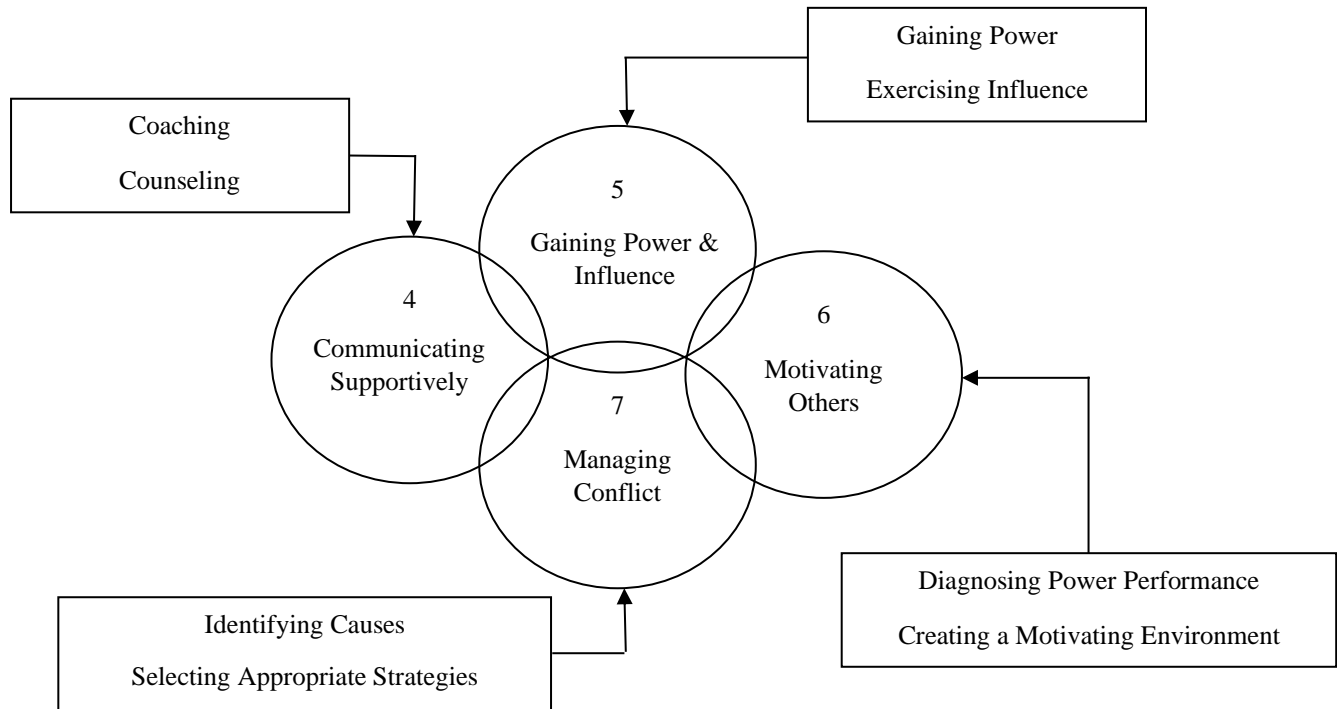 Gaining Power
Exercising Influence
Coaching
Counseling
5
Gaining Power &
Influence
4
Communicating
Supportively
6
Motivating
Others
7
Managing
Conflict
Diagnosing Power Performance
Creating a Motivating Environment
Identifying Causes
Selecting Appropriate Strategies